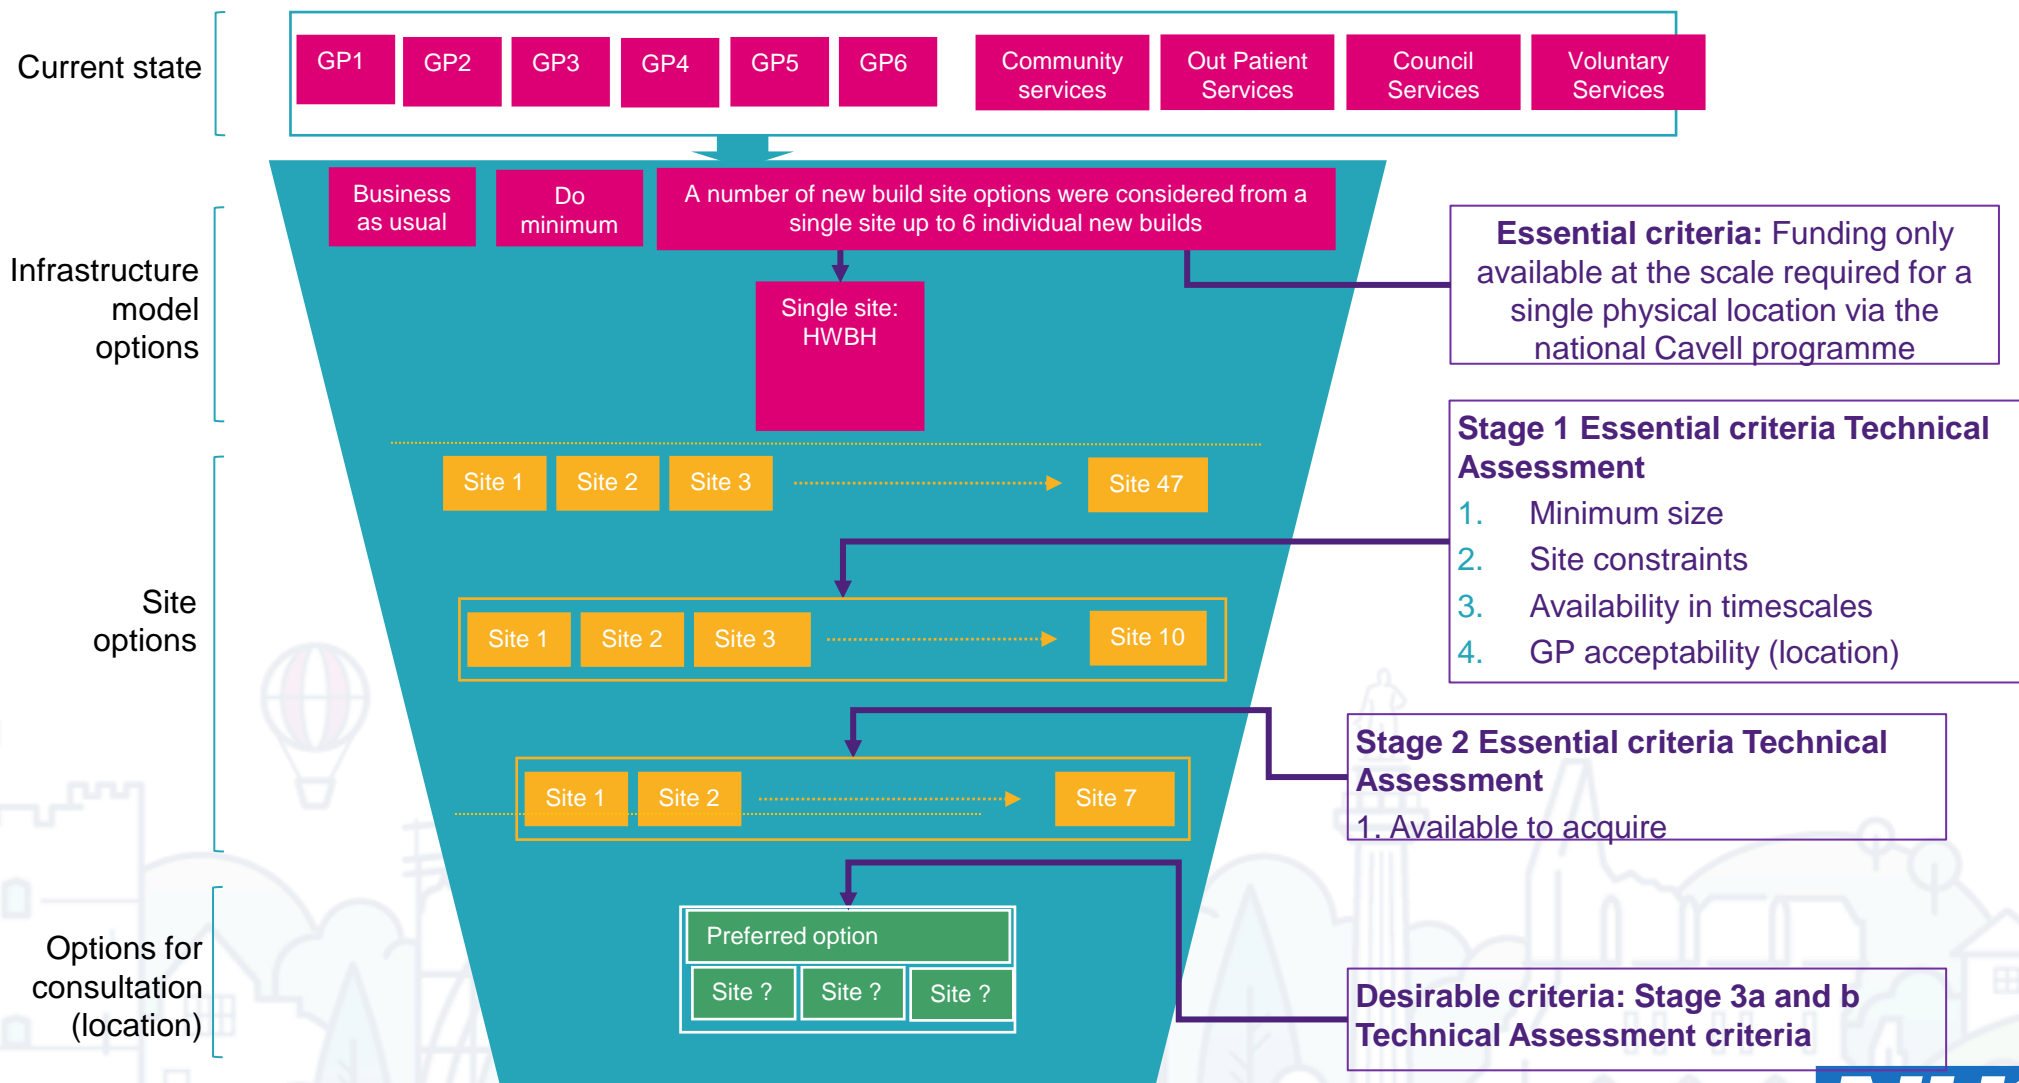 Current state
GP1
GP2
GP3
GP4
GP5
GP6
Community
services
Out Patient
Services
Council
Services
Voluntary
Services
Infrastructure
model
options
Business
as usual
Do
minimum
A number of new build site options were considered from a
single site up to 6 individual new builds
Single site:
HWBH
Essential criteria: Funding only
available at the scale required for a
single physical location via the
national Cavell programme
Site
options
Site 1
Site 2
Site 3
Site 47
Stage 1 Essential criteria Technical
Assessment
1. Minimum size
2. Site constraints
3. Availability in timescales
4. GP acceptability (location)
Site 1
Site 2
Site 3
Site 10
Stage 2 Essential criteria Technical
Assessment
1. Available to acquire
Site 1
Site 2
Site 7
Options for
consultation
(location)
Preferred option
Site ?
Site ?
Site ?
Desirable criteria: Stage 3a and b
Technical Assessment criteria